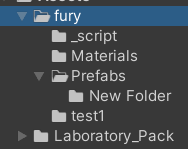 fury
_script
Materials
Prefabs
New Folder
test1
Laboratory_Pack